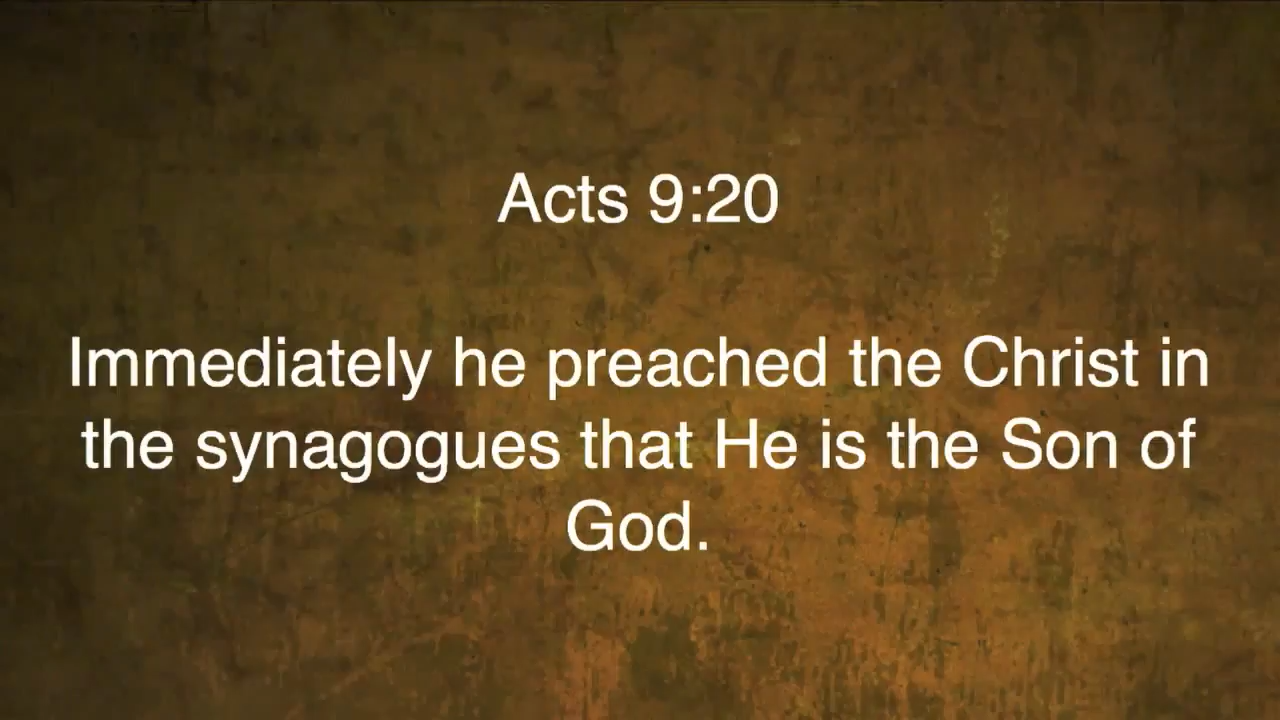 Acts 9:20
Immediately he preached the Christ in
the synagogues that He is the Son of
God.